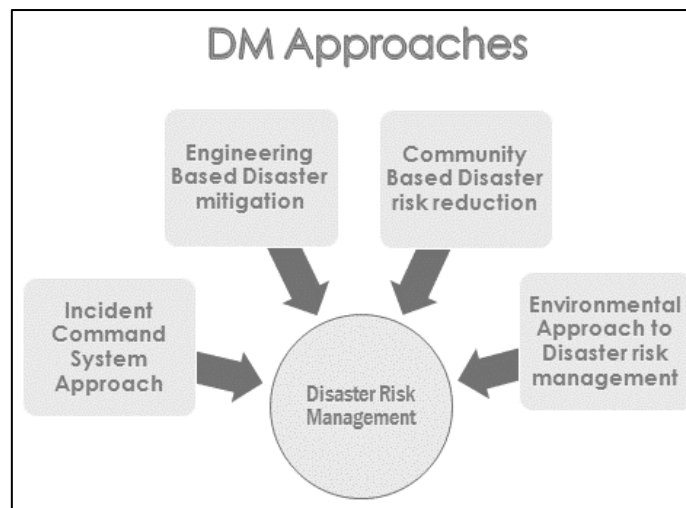 DM Approaches
Engineering
Based Disaster
mitigation
Community
Based Disaster
risk reduction
Incident
Command
System
Approach
Environmental
Approach to
Disaster risk
management
Disaster Risk
Management